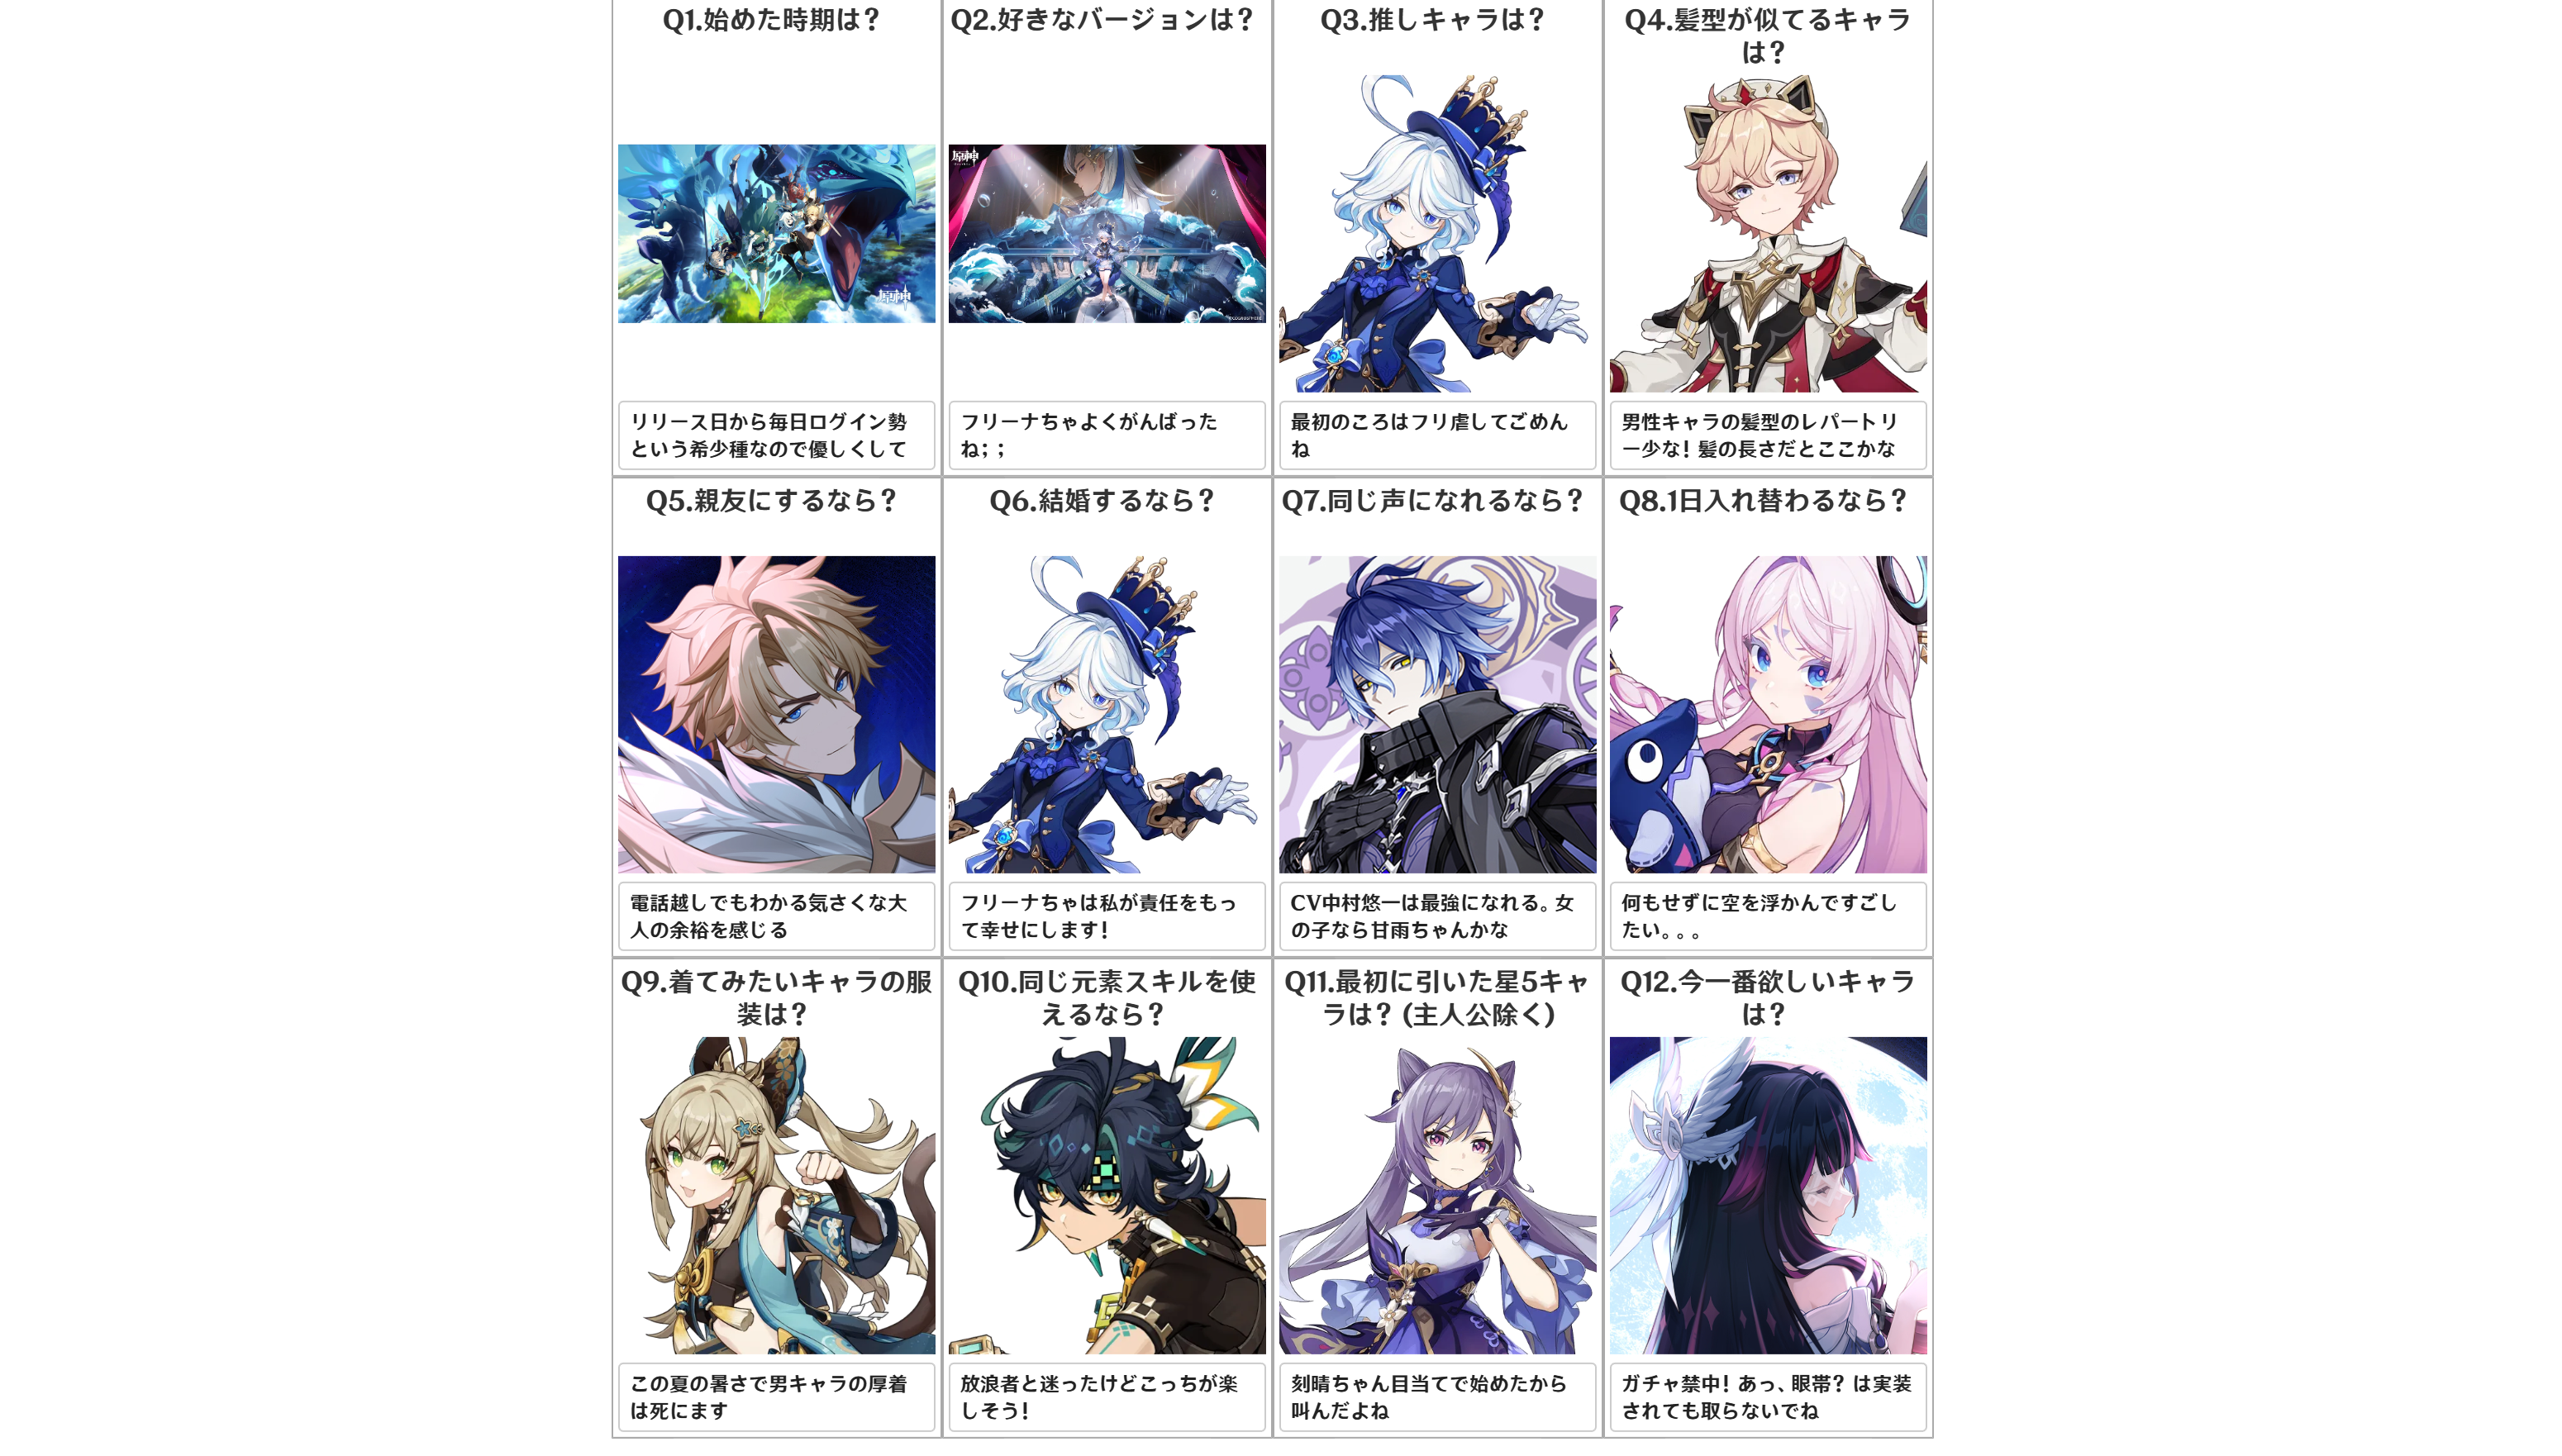 Q1.始めた時期は？
原神
リリース日から毎日ログイン勢
という希少種なので優しくして
Q2.好きなバージョンは？
原神
フリーナちゃよくがんばった
ね；；
Q3.推しキャラは？
最初のころはフリ虐してごめん
ね
Q4.髪型が似てるキャラ
は？
男性キャラの髪型のレパートリ
ー少な！髪の長さだとここかな
Q5.親友にするなら？
電話越しでもわかる気さくな大
人の余裕を感じる
Q6.結婚するなら？
フリーナちゃは私が責任をもっ
て幸せにします！
Q7.同じ声になれるなら？
CV中村悠一は最強になれる。女
の子なら甘雨ちゃんかな
Q8.1日入れ替わるなら？
何もせずに空を浮かんですごし
たい。。。
Q9.着てみたいキャラの服
装は？
この夏の暑さで男キャラの厚着
は死にます
Q10.同じ元素スキルを使
えるなら？
放浪者と迷ったけどこっちが楽
しそう！
Q11.最初に引いた星5キャ
ラは？(主人公除く)
刻晴ちゃん目当てで始めたから
叫んだよね
Q12.今一番欲しいキャラ
は？
ガチャ禁中！あっ、眼帯？は実装
されても取らないでね